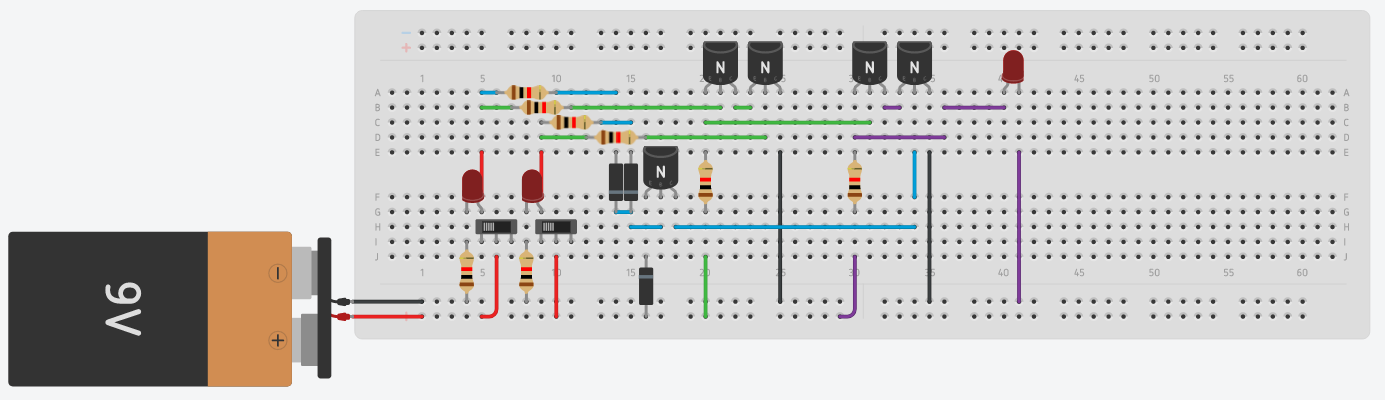 −
+
N N N N
1 5 10 15 20 25 30 35 40 45 50 55 60
A A
B B
C C
D D
E E
N
F F
G G
H H
I I
J J
1 5 10 15 20 25 30 35 40 45 50 55 60
9V
−
+